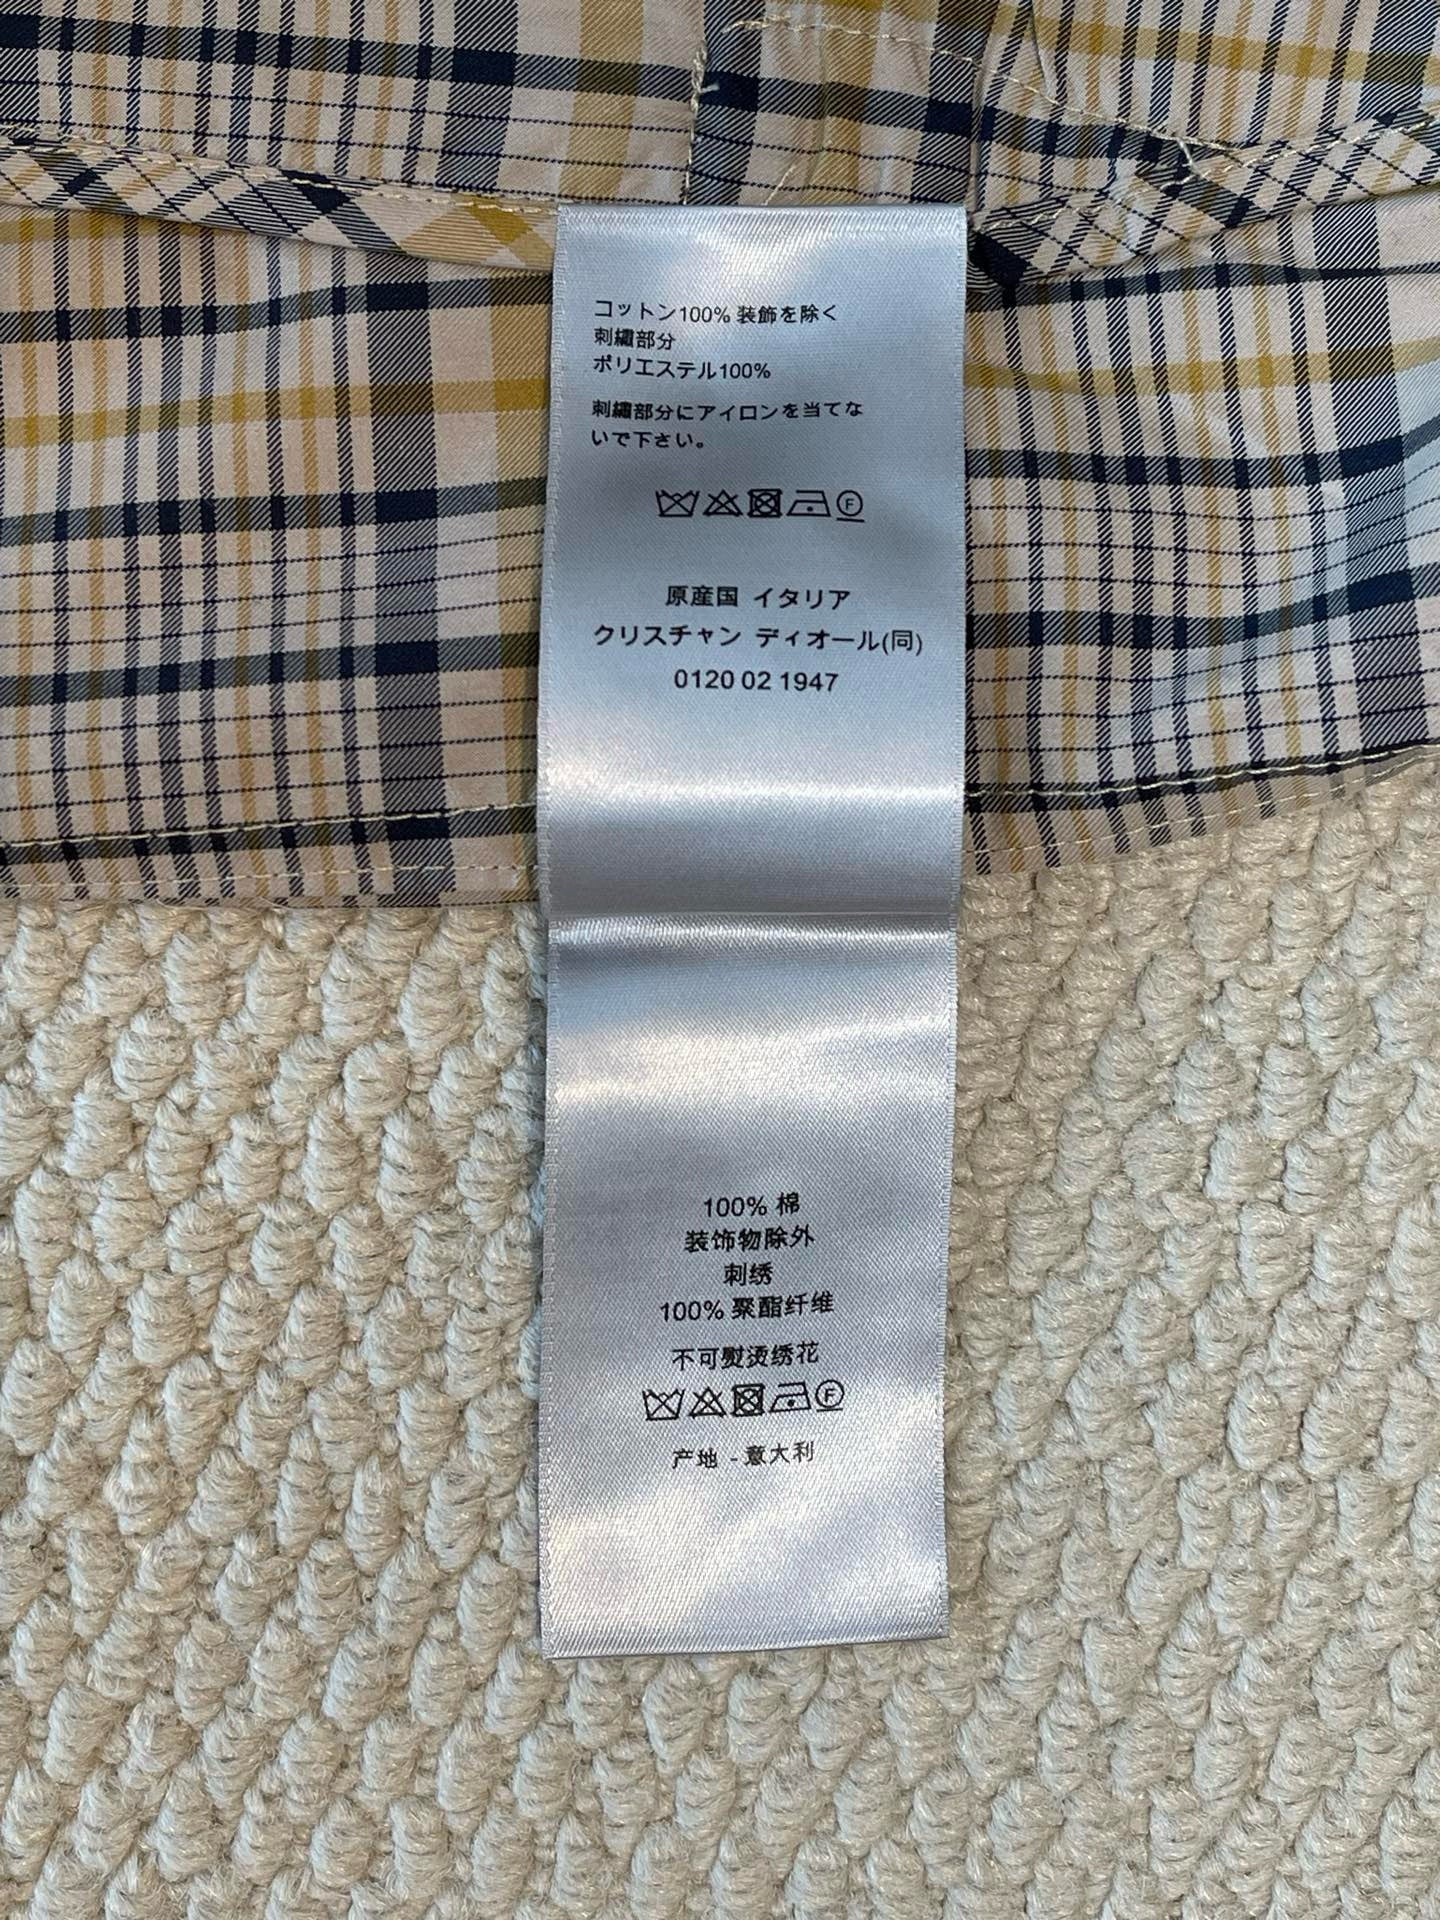 コットン100% 装飾を除く
刺繍部分
ポリエステル100%
刺繍部分にアイロンを当てな
いで下さい。
F
原産国 イタリア
クリスチャン ディオール(同)
0120 02 1947
100% 棉
装饰物除外
刺绣
100% 聚酯纤维
不可熨烫绣花
F
产地 - 意大利